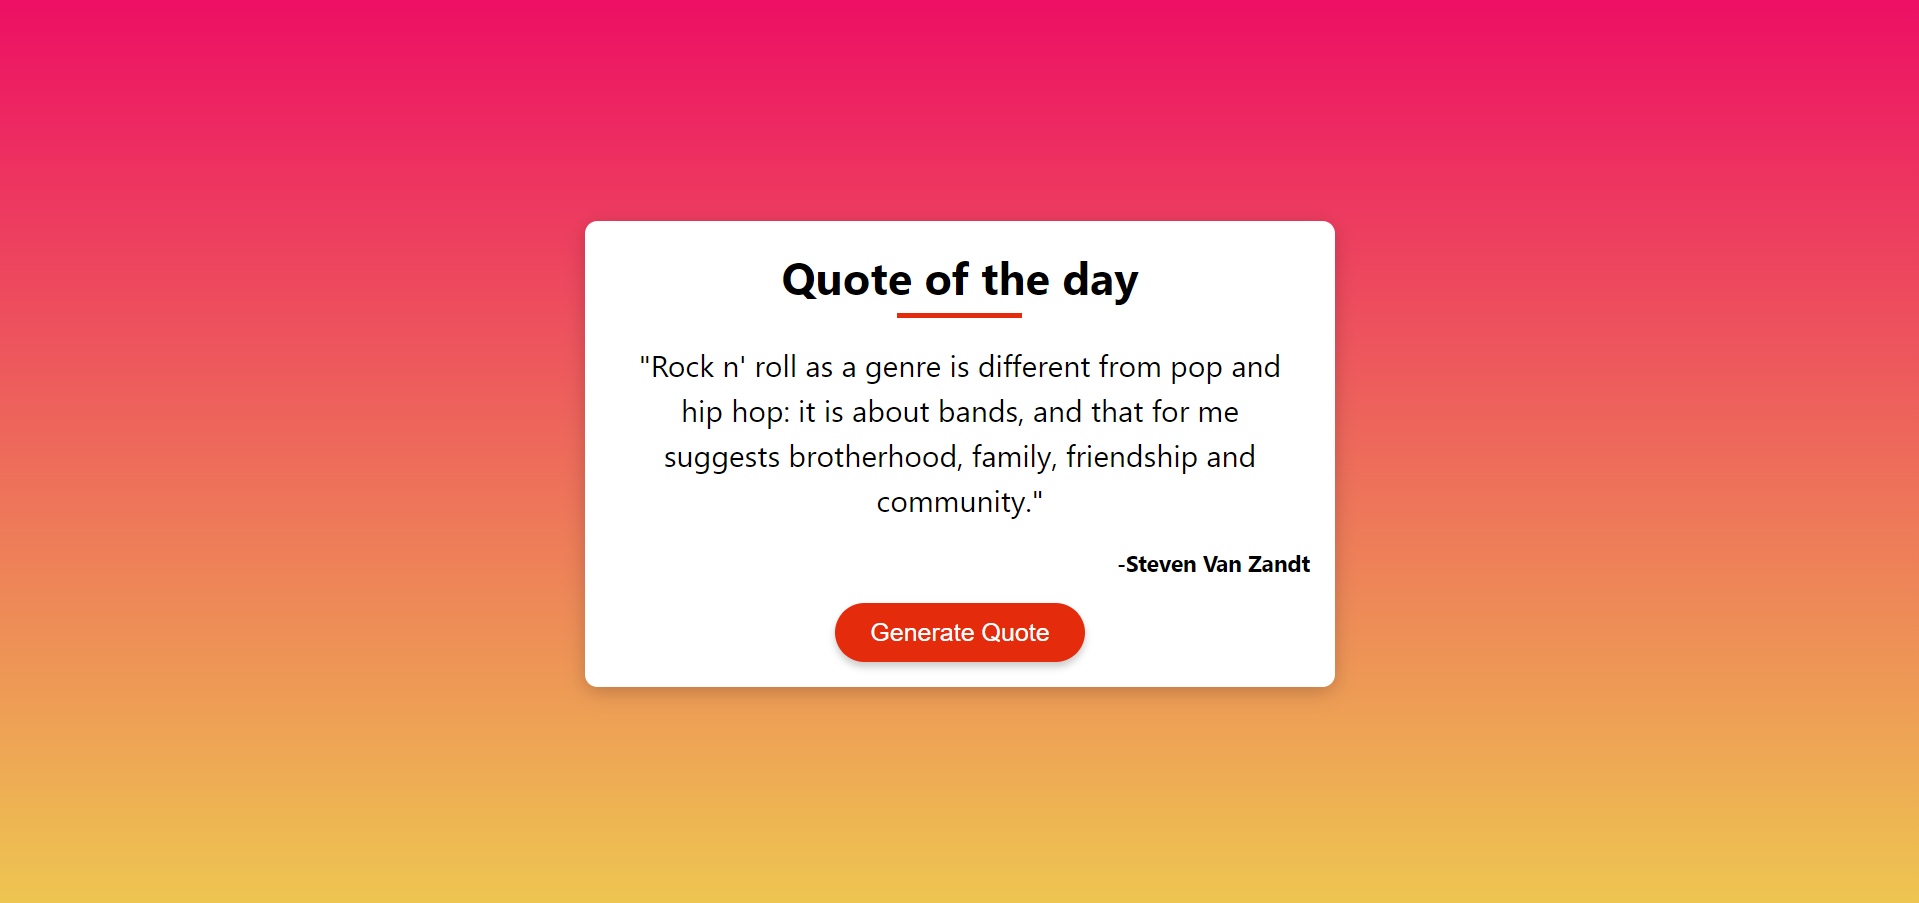 Quote of the day
"Rock n' roll as a genre is different from pop and
hip hop: it is about bands, and that for me
suggests brotherhood, family, friendship and
community."
-Steven Van Zandt
Generate Quote